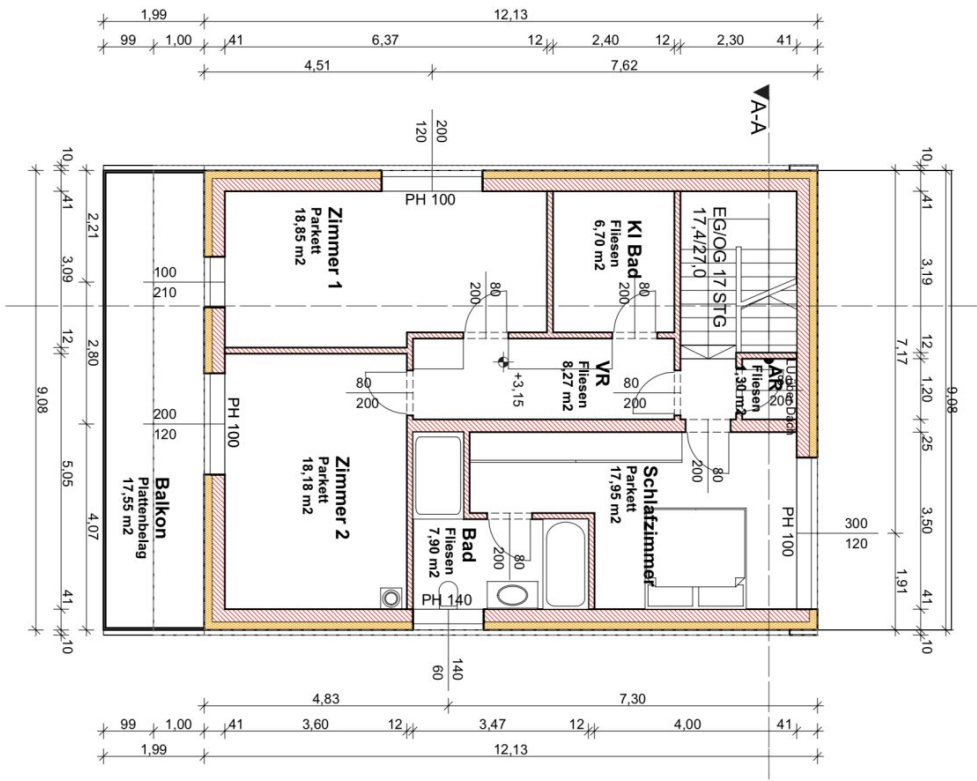 1,99
12,13
99
1,00
41
6,37
12
2,40
12
2,30
41
4,51
7,62
A-A
200
120
PH 100
10
41
2,21
3,09
12
2,80
9,08
5,05
4,07
41
10
10
41
3,19
12
7,17
1,20
9,08
25
3,50
1,91
41
10
Zimmer 1
Parkett
18,85 m2
Kl Bad
Fliesen
6,70 m2
EG/OG 17 STG
17,4/27,0
100
210
80
200
80
200
VR
Fliesen
8,27 m2
+3,15
80
200
80
200
AR
Fliesen
1,30 m2
80
200
200
120
PH 100
Zimmer 2
Parkett
18,18 m2
Balkon
Plattenbelag
17,55 m2
Schlafzimmer
Parkett
17,95 m2
80
200
PH 100
300
120
Bad
Fliesen
7,90 m2
80
200
PH 140
140
60
4,83
7,30
99
1,00
41
3,60
12
3,47
12
4,00
41
1,99
12,13